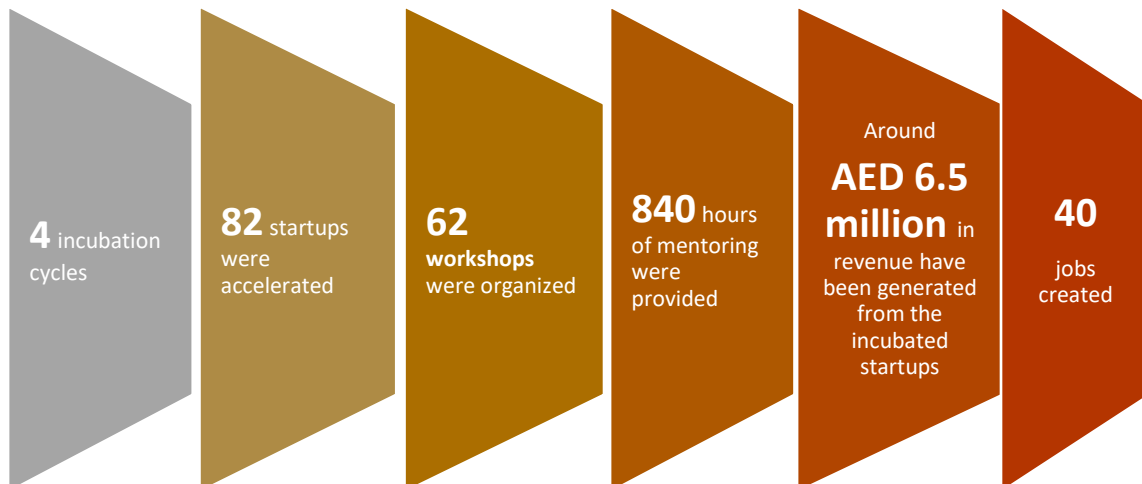 4 incubation
cycles
82 startups
were
accelerated
62
workshops
were organized
840 hours
of mentoring
were
provided
Around
AED 6.5
million in
revenue have
been generated
from the
incubated
startups
40
jobs
created